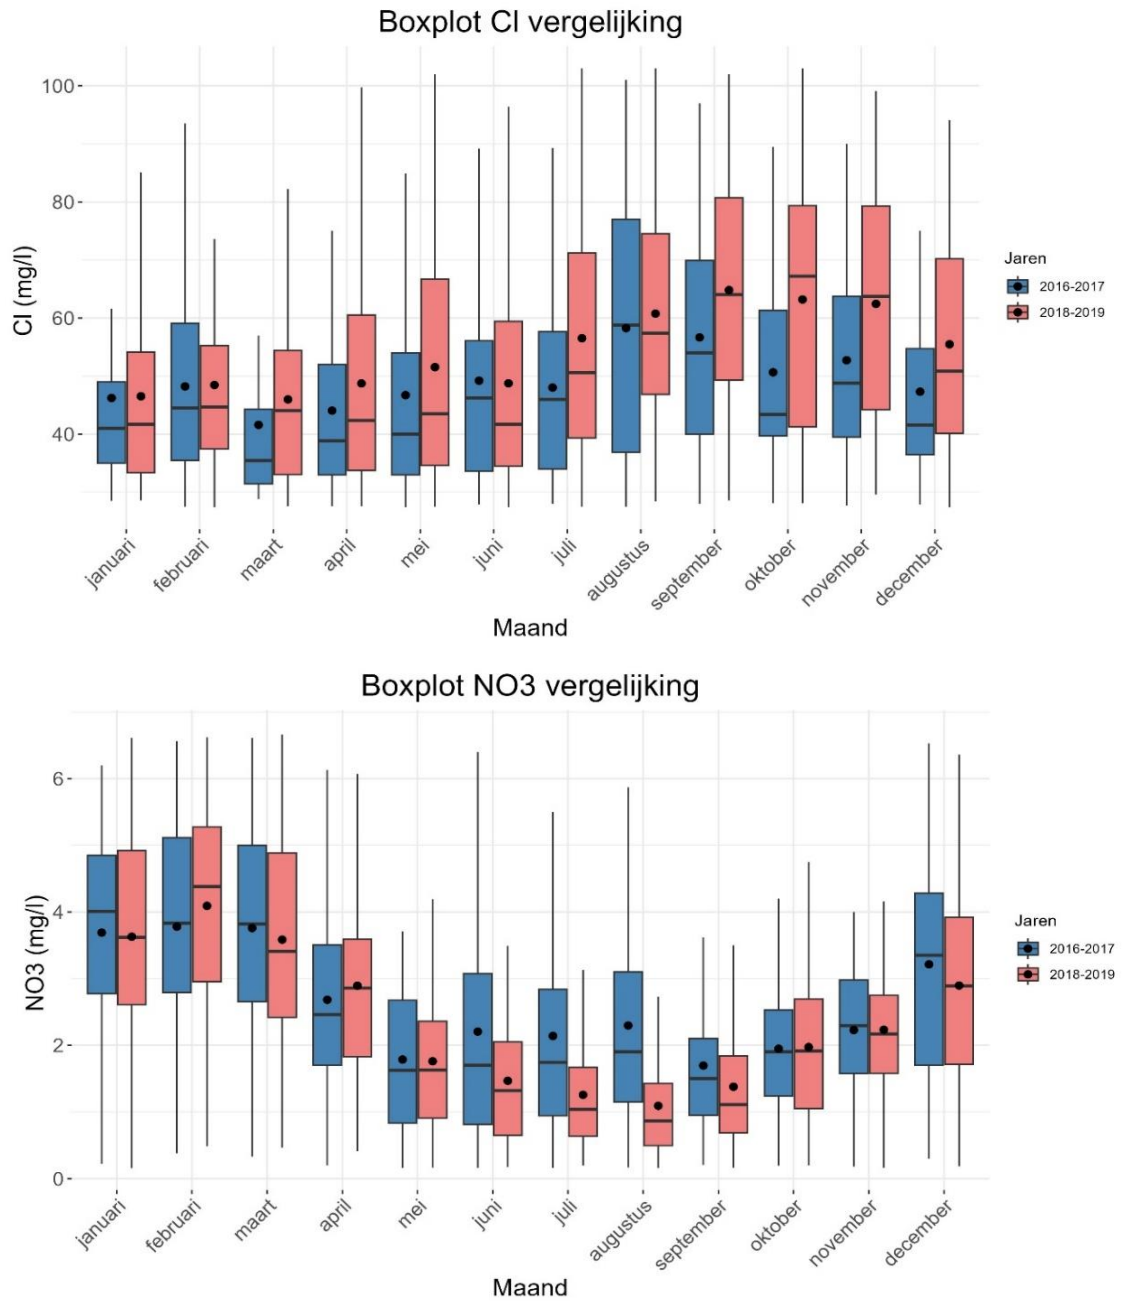 Boxplot Cl vergelijking
Cl (mg/l)
100
80
60
40
januari
februari
maart
april
mei
juni
juli
augustus
september
oktober
november
december
Maand
Jaren
2016-2017
2018-2019
Boxplot NO3 vergelijking
NO3 (mg/l)
6
4
2
0
januari
februari
maart
april
mei
juni
juli
augustus
september
oktober
november
december
Maand
Jaren
2016-2017
2018-2019